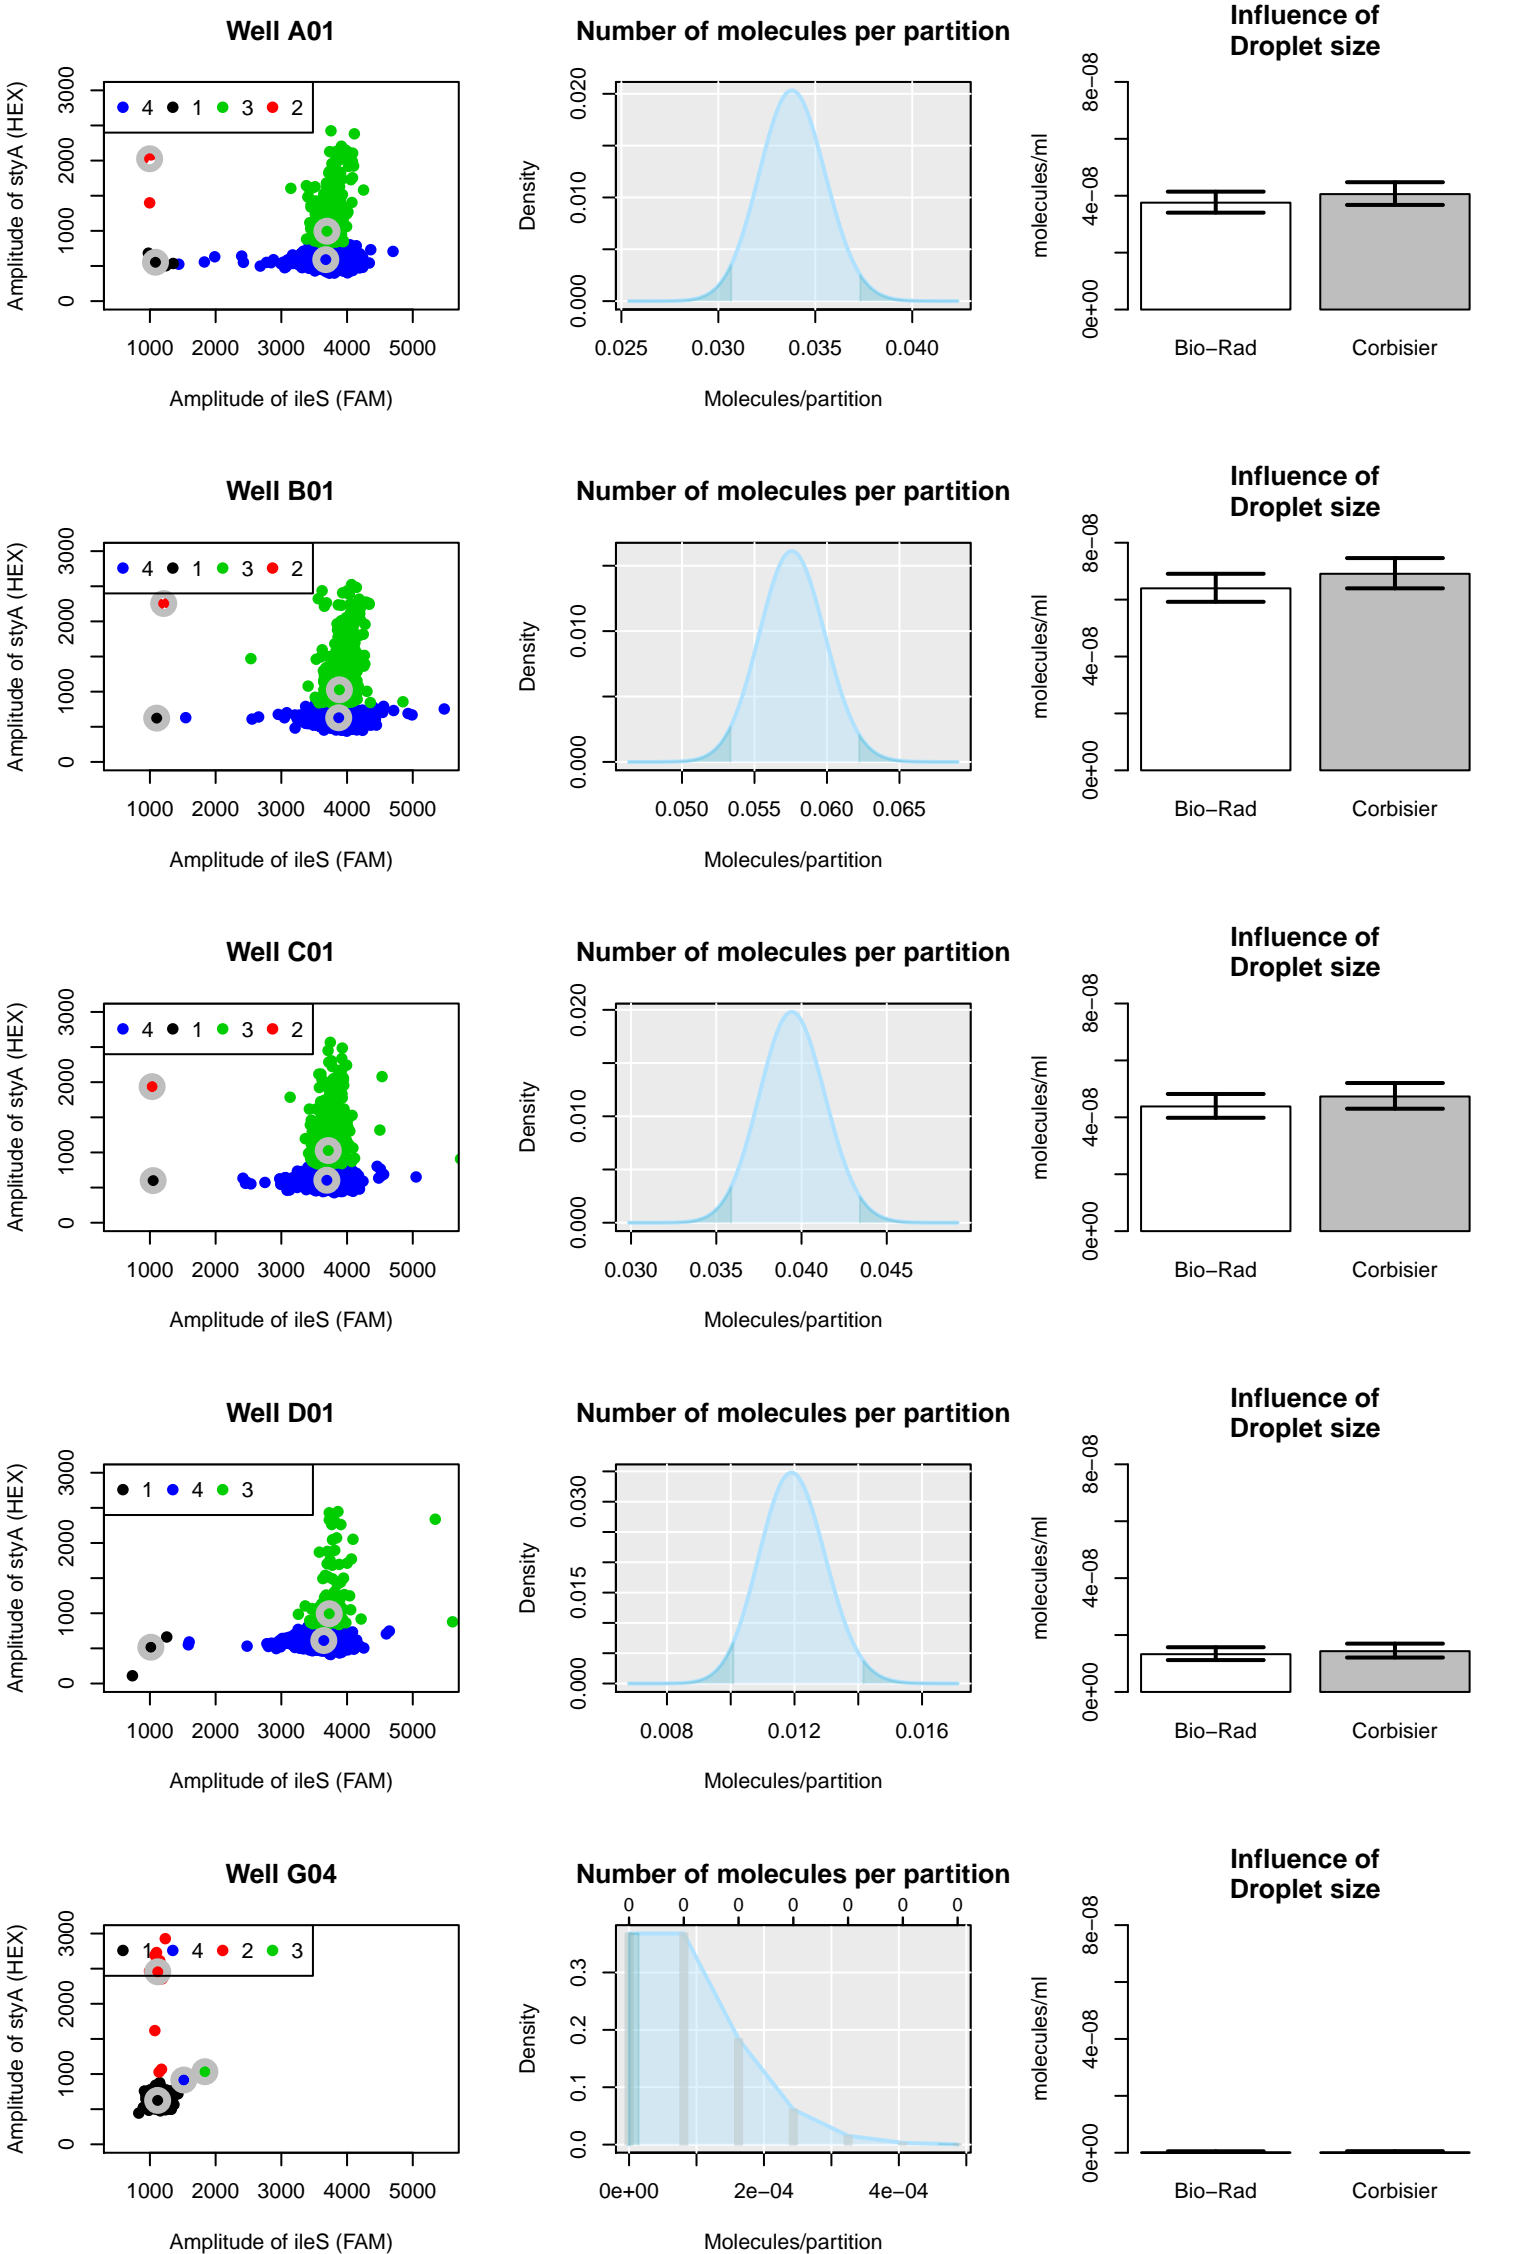 Well A01
Number of molecules per partition
Influence of
Droplet size
Amplitude of styA (HEX)
0 1000 2000 3000
4 1 3 2
1000 2000 3000 4000 5000
Amplitude of ileS (FAM)
Density
0.000 0.010 0.020
0.025 0.030 0.035 0.040
Molecules/partition
molecules/ml
0e+00 4e−08 8e−08
Bio−Rad Corbisier
Well B01
Number of molecules per partition
Influence of
Droplet size
Amplitude of styA (HEX)
0 1000 2000 3000
4 1 3 2
1000 2000 3000 4000 5000
Amplitude of ileS (FAM)
Density
0.000 0.010
0.050 0.055 0.060 0.065
Molecules/partition
molecules/ml
0e+00 4e−08 8e−08
Bio−Rad Corbisier
Well C01
Number of molecules per partition
Influence of
Droplet size
Amplitude of styA (HEX)
0 1000 2000 3000
4 1 3 2
1000 2000 3000 4000 5000
Amplitude of ileS (FAM)
Density
0.000 0.010 0.020
0.030 0.035 0.040 0.045
Molecules/partition
molecules/ml
0e+00 4e−08 8e−08
Bio−Rad Corbisier
Well D01
Number of molecules per partition
Influence of
Droplet size
Amplitude of styA (HEX)
0 1000 2000 3000
1 4 3
1000 2000 3000 4000 5000
Amplitude of ileS (FAM)
Density
0.000 0.015 0.030
0.008 0.012 0.016
Molecules/partition
molecules/ml
0e+00 4e−08 8e−08
Bio−Rad Corbisier
Well G04
Number of molecules per partition
Influence of
Droplet size
Amplitude of styA (HEX)
0 1000 2000 3000
1 4 2 3
1000 2000 3000 4000 5000
Amplitude of ileS (FAM)
0 0 0 0 0 0 0
Density
0.0 0.1 0.2 0.3
0e+00 2e−04 4e−04
Molecules/partition
molecules/ml
0e+00 4e−08 8e−08
Bio−Rad Corbisier